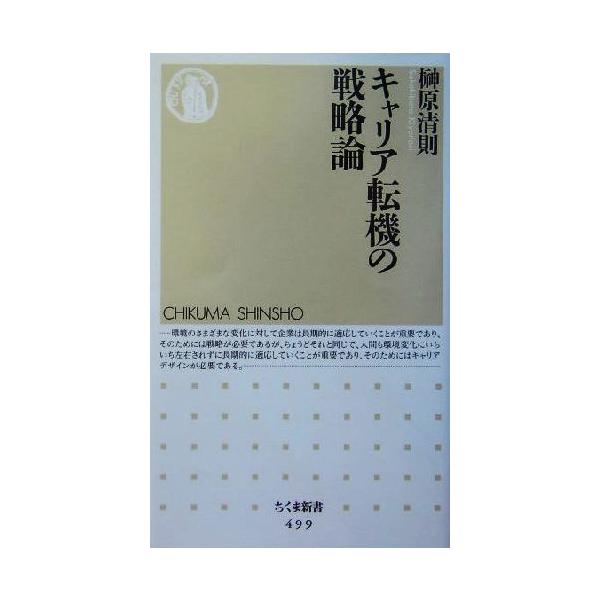 榊原清則
キャリア転機の
戦略論
CHIKUMA SHINSHO
……環境のさまざまな変化に対して企業は長期的に適応していくことが重要であり、
そのためには戦略が必要であるが、ちょうどそれと同じで、人間も環境変化にいち
いち左右されずに長期的に適応していくことが重要であり、そのためにはキャリア
デザインが必要である。……
ちくま新書
499